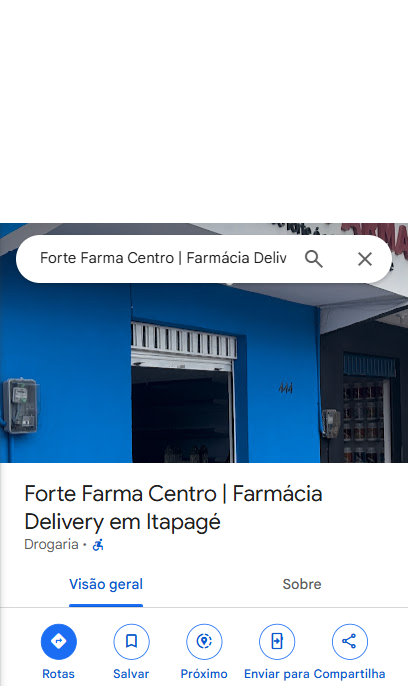 Forte Farma Centro | Farmácia Deliv
444
Forte Farma Centro | Farmácia
Delivery em Itapagé
Drogaria ·
Visão geral
Sobre
Rotas
Salvar
Próximo
Enviar para
Compartilha